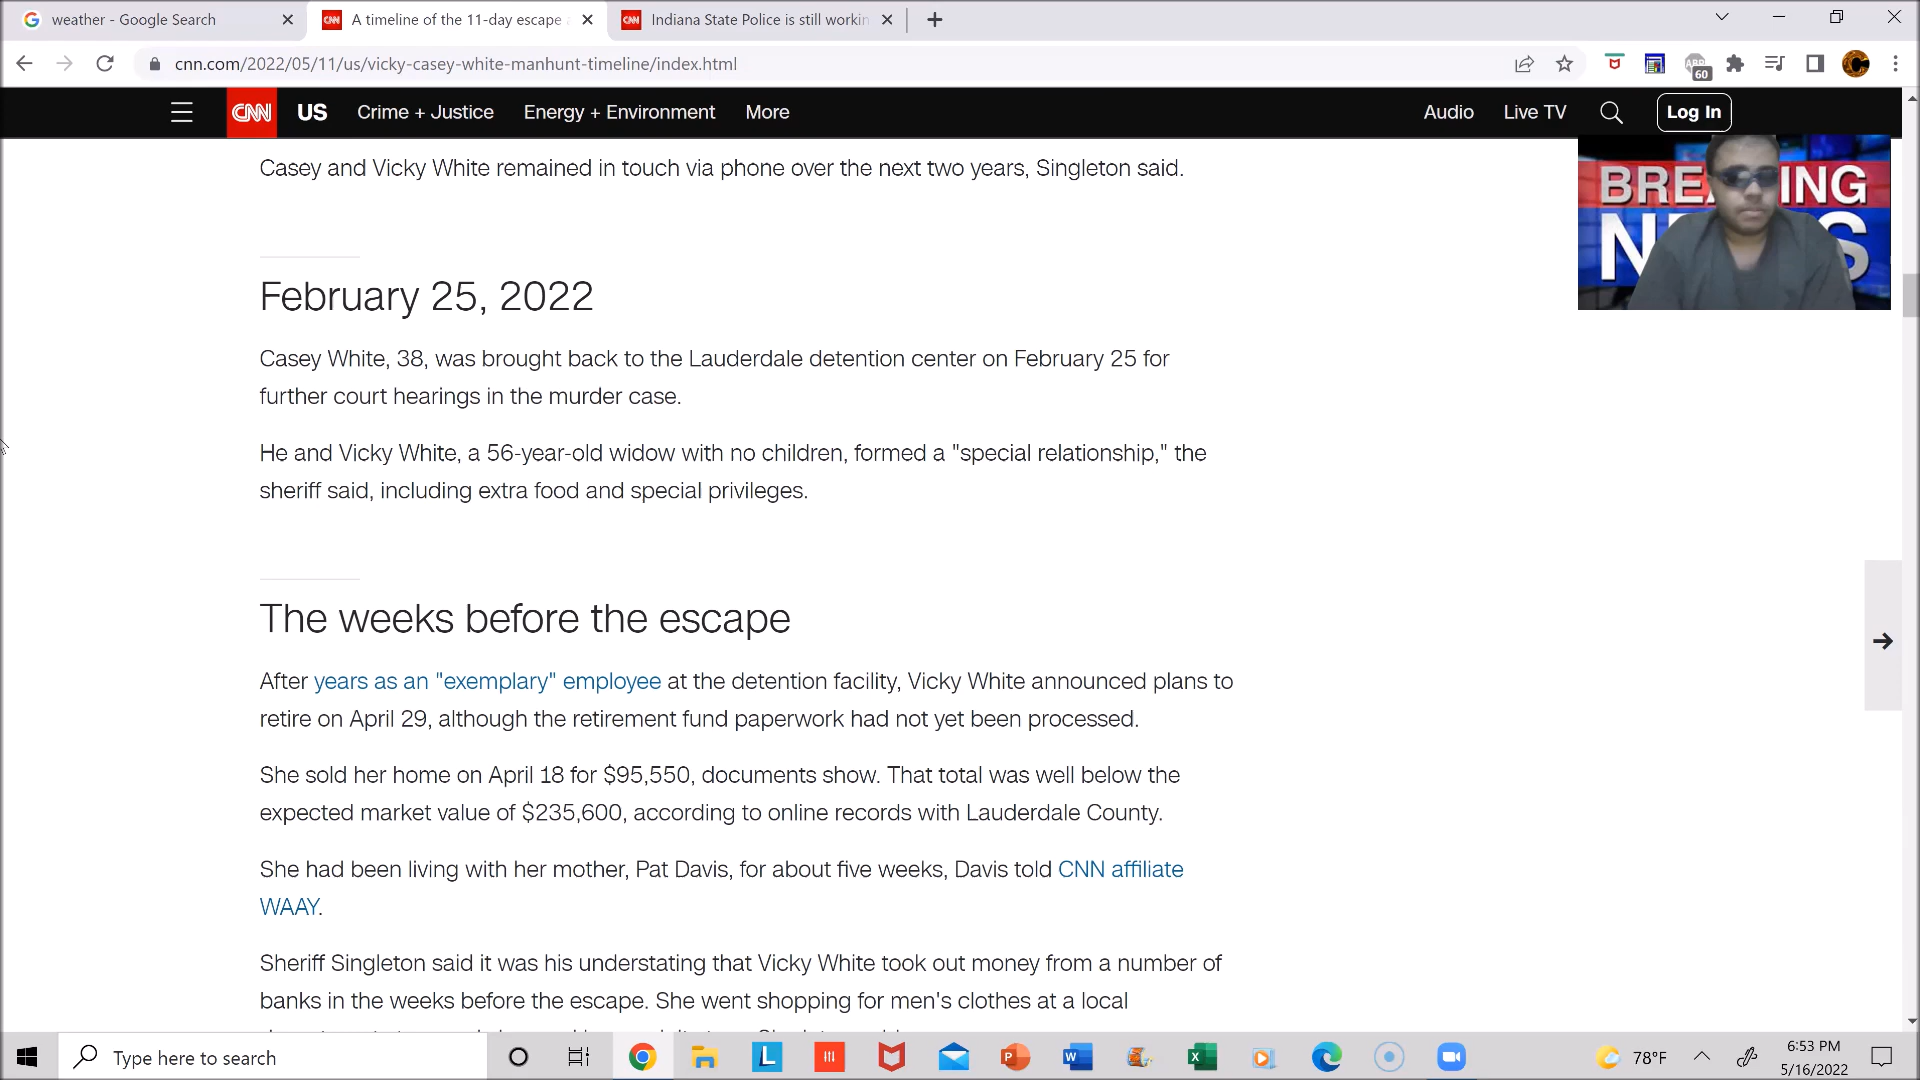 weather - Google Search
A timeline of the 11-day escape
Indiana State Police is still workin
cnn.com/2022/05/11/us/vicky-casey-white-manhunt-timeline/index.html
60
CNN US Crime + Justice Energy + Environment More Audio Live TV Log In
BREA ING
N S
Casey and Vicky White remained in touch via phone over the next two years, Singleton said.
February 25, 2022
Casey White, 38, was brought back to the Lauderdale detention center on February 25 for
further court hearings in the murder case.
He and Vicky White, a 56-year-old widow with no children, formed a "special relationship," the
sheriff said, including extra food and special privileges.
The weeks before the escape
After years as an "exemplary" employee at the detention facility, Vicky White announced plans to
retire on April 29, although the retirement fund paperwork had not yet been processed.
She sold her home on April 18 for $95,550, documents show. That total was well below the
expected market value of $235,600, according to online records with Lauderdale County.
She had been living with her mother, Pat Davis, for about five weeks, Davis told CNN affiliate
WAAY.
Sheriff Singleton said it was his understating that Vicky White took out money from a number of
banks in the weeks before the escape. She went shopping for men's clothes at a local
Type here to search
78°F
6:53 PM
5/16/2022